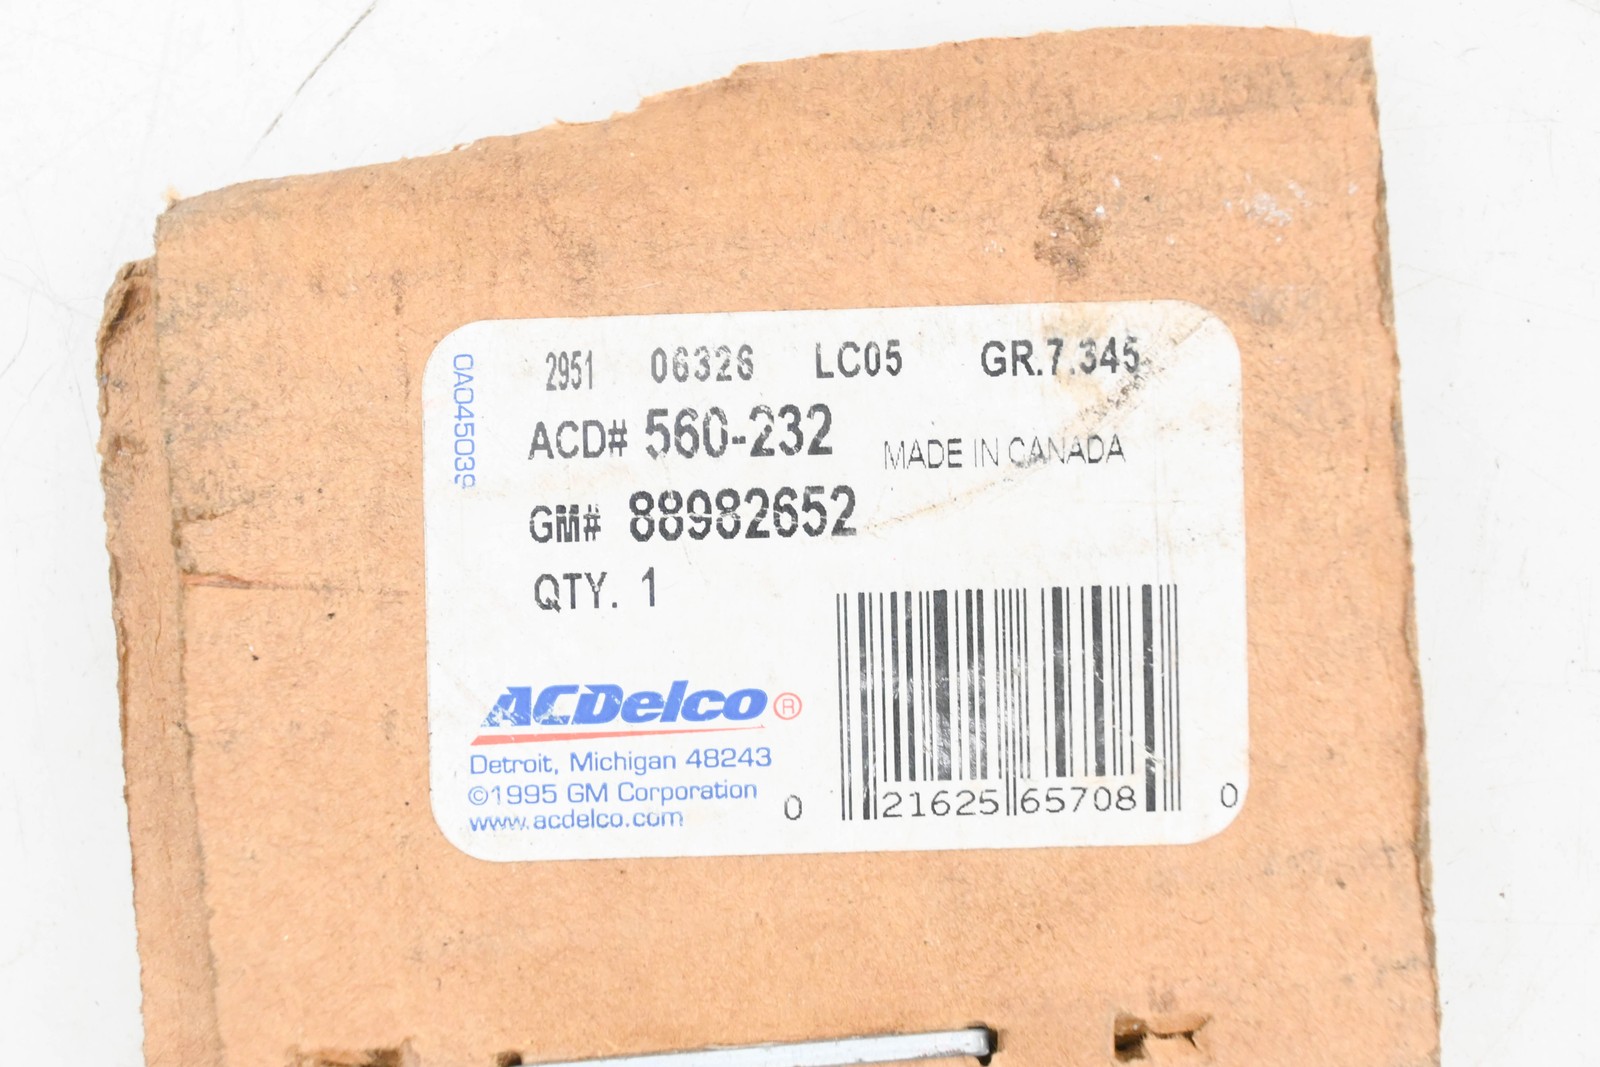 2951 06326 LC05 GR.7.345
ACD# 560-232 MADE IN CANADA
GM# 88982652
QTY. 1
0A045039
ACDelco®
Detroit, Michigan 48243
©1995 GM Corporation
www.acdelco.com
0 21625 65708 0